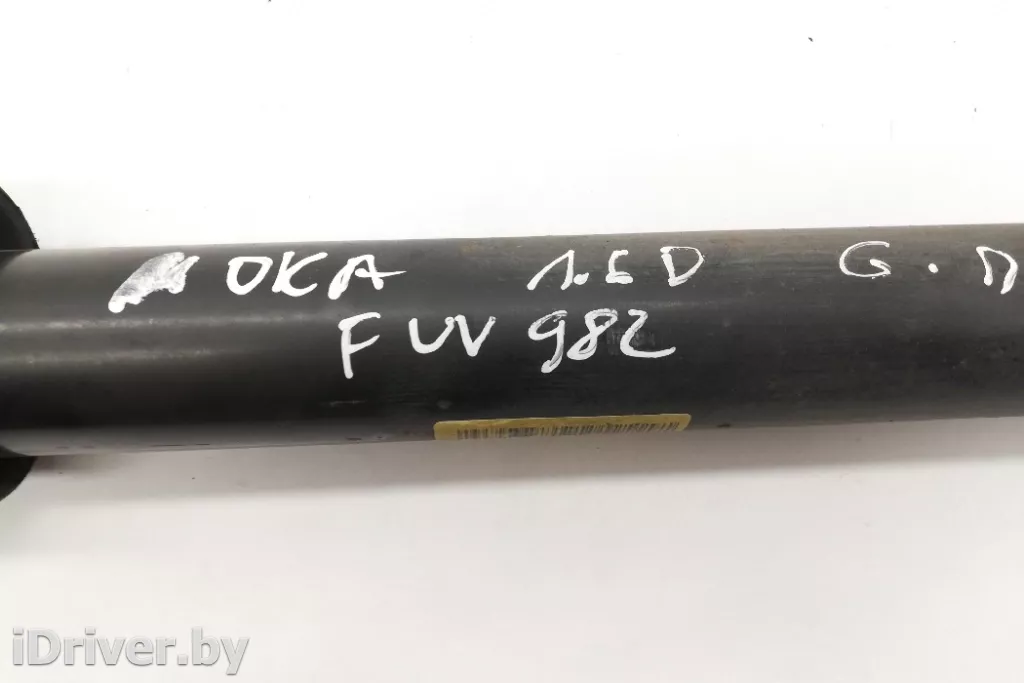 OKA 1.6D G.D
FUV 982
iDriver.by